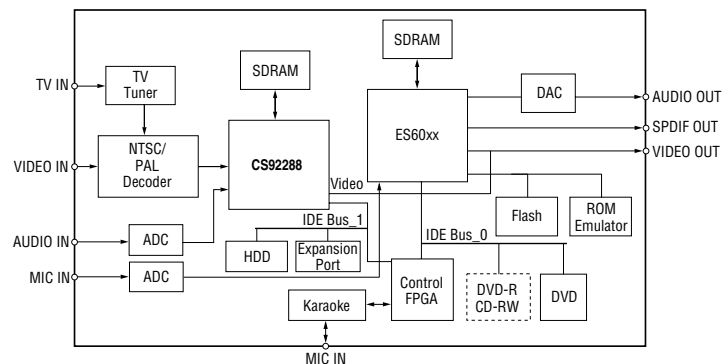 SDRAM
SDRAM
TV IN
TV
Tuner
DAC
AUDIO OUT
ES60xx
SPDIF OUT
VIDEO OUT
VIDEO IN
NTSC/
PAL
Decoder
CS92288
Video
Flash
ROM
Emulator
AUDIO IN
ADC
IDE Bus_1
IDE Bus_0
HDD
Expansion
Port
MIC IN
ADC
Control
FPGA
DVD-R
CD-RW
DVD
Karaoke
MIC IN